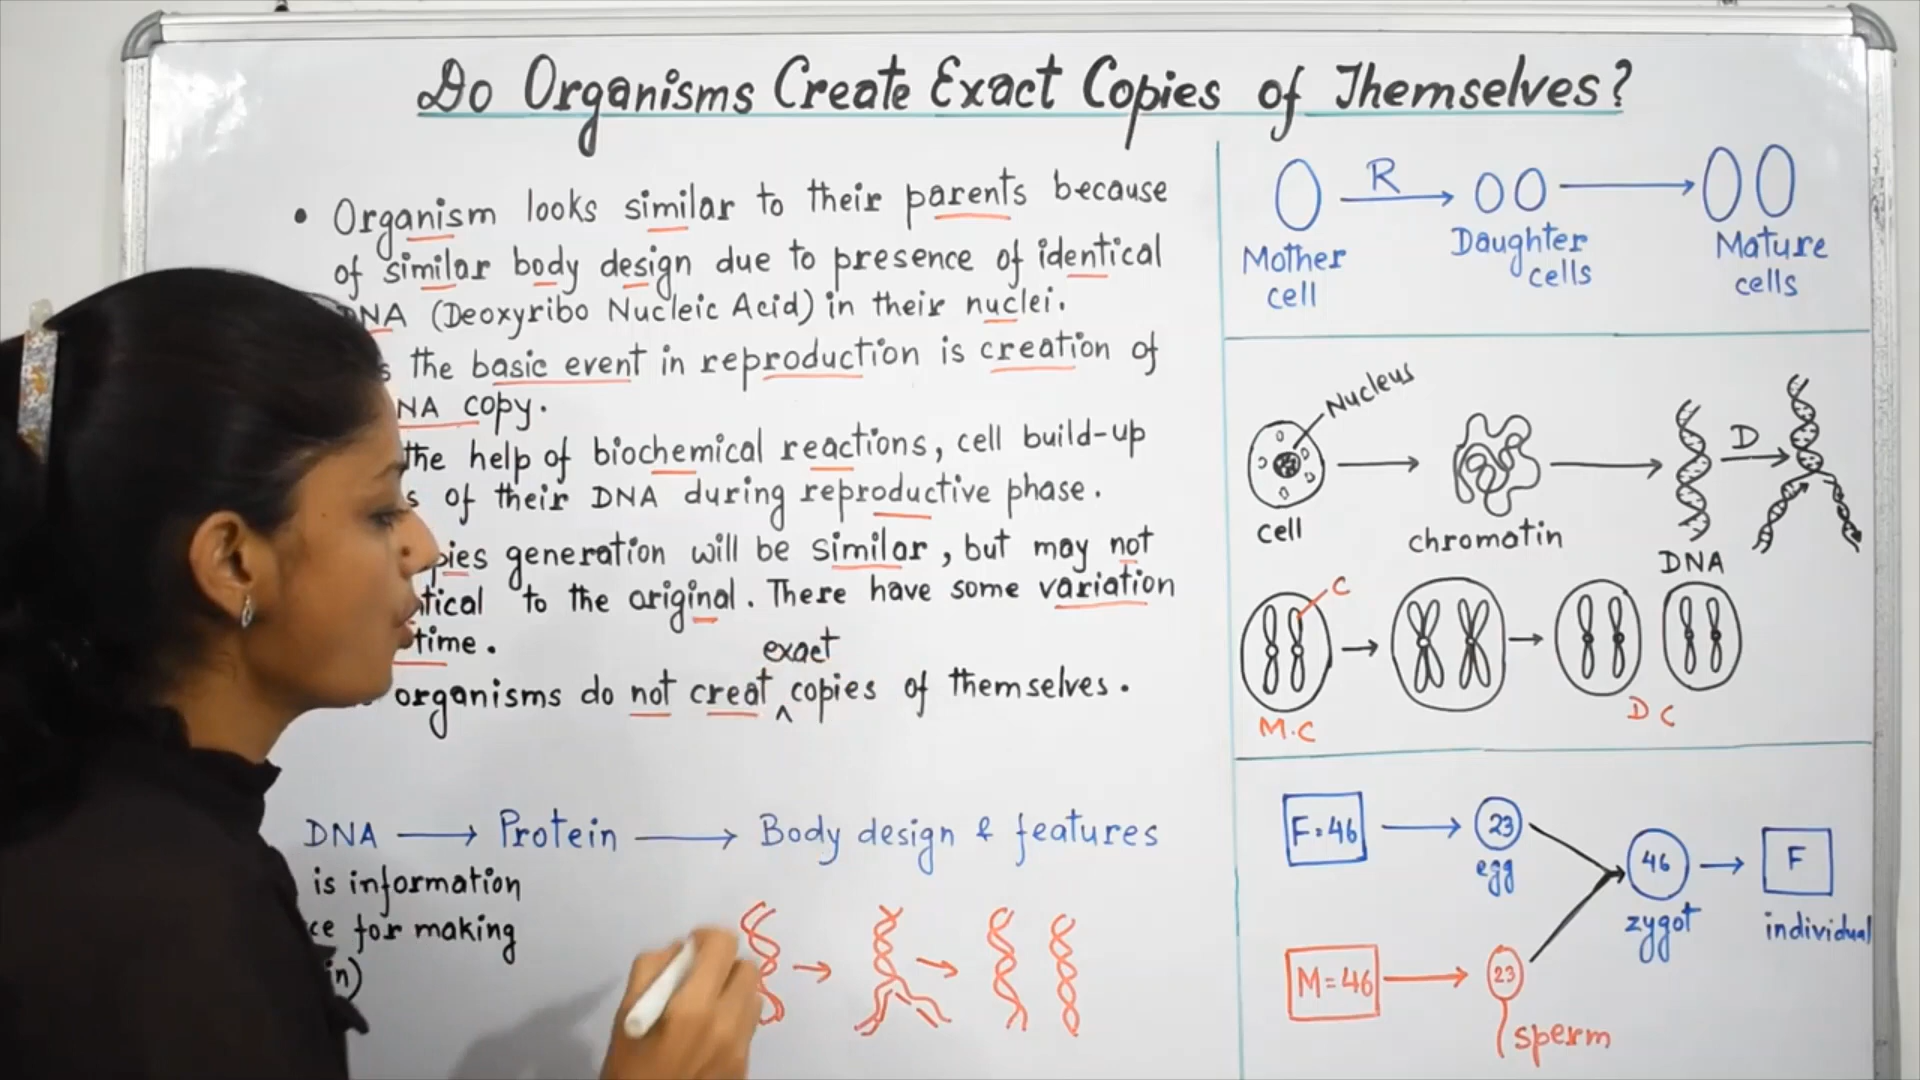 Do Organisms Create Exact Copies of Themselves?
• Organism looks similar to their parents because
of similar body design due to presence of identical
DNA (Deoxyribo Nucleic Acid) in their nuclei.
the basic event in reproduction is creation of
copy.
the help of biochemical reactions, cell build-up
of their DNA during reproductive phase.
generation will be similar, but may not
to the original. There have some variation
time.
exact
organisms do not creat ^ copies of themselves.
DNA → Protein → Body design & features
is information
for making
R
Mother
cell
Daughter
cells
Mature
cells
Nucleus
D
cell
chromatin
DNA
C
M.C
D C
F=46
23
egg
46
zygot
F
individual
M=46
23
sperm